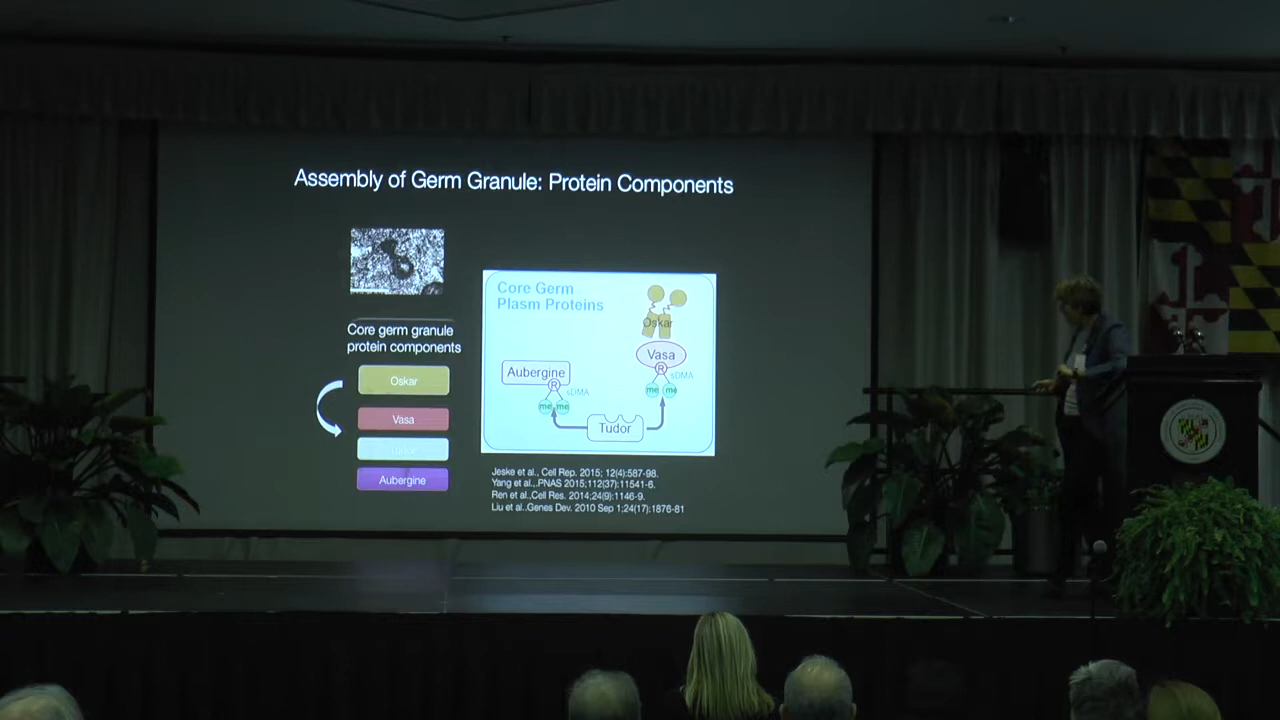 Assembly of Germ Granule: Protein Components
Core germ granule
protein components
Oskar
Vasa
Tudor
Aubergine
Core Germ
Plasm Proteins
Oskar
Vasa
R
sDMA
me me
Aubergine
R
sDMA
me me
Tudor
Jeske et al., Cell Rep. 2015; 12(4):587-98.
Yang et al.,.PNAS 2015;112(37):11541-6.
Ren et al.,Cell Res. 2014;24(9):1146-9.
Liu et al..Genes Dev. 2010 Sep 1;24(17):1876-81